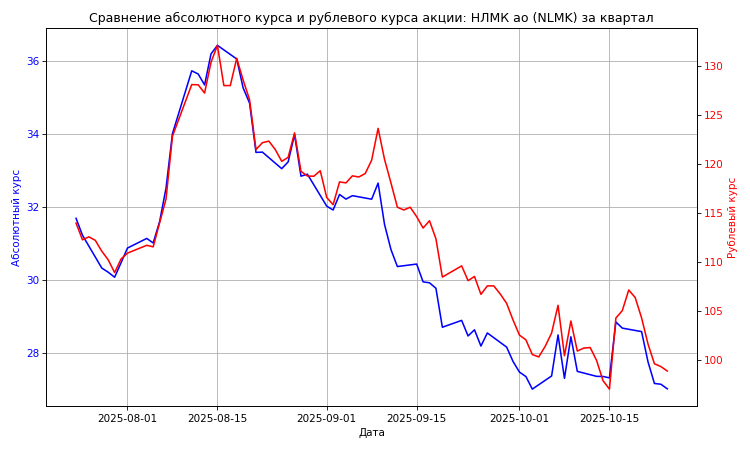 Сравнение абсолютного курса и рублевого курса акции: НЛМК ао (NLMK) за квартал
36
34
32
30
28
Абсолютный курс
130
125
120
115
110
105
100
Рублевый курс
2025-08-01 2025-08-15 2025-09-01 2025-09-15 2025-10-01 2025-10-15
Дата